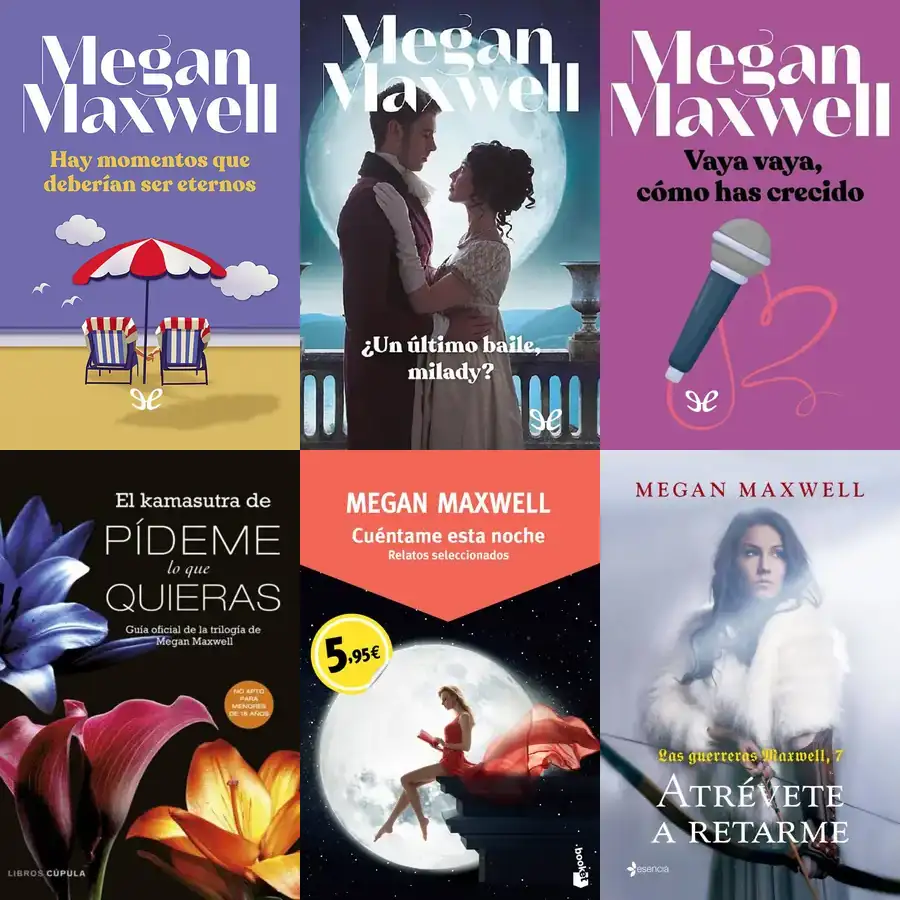 Megan
Maxwell
Hay momentos que
deberían ser eternos
Megan
Maxwell
¿Un último baile,
milady?
Megan
Maxwell
Vaya vaya,
cómo has crecido
El kamasutra de
PÍDEME
lo que
QUIERAS
Guía oficial de la trilogía de
Megan Maxwell
NO APTO
PARA
MENORES
DE 18 AÑOS
LIBROS CÚPULA
MEGAN MAXWELL
Cuéntame esta noche
Relatos seleccionados
5,95€
booket
MEGAN MAXWELL
Las guerreras Maxwell, 7
ATRÉVETE
A RETARME
esencia